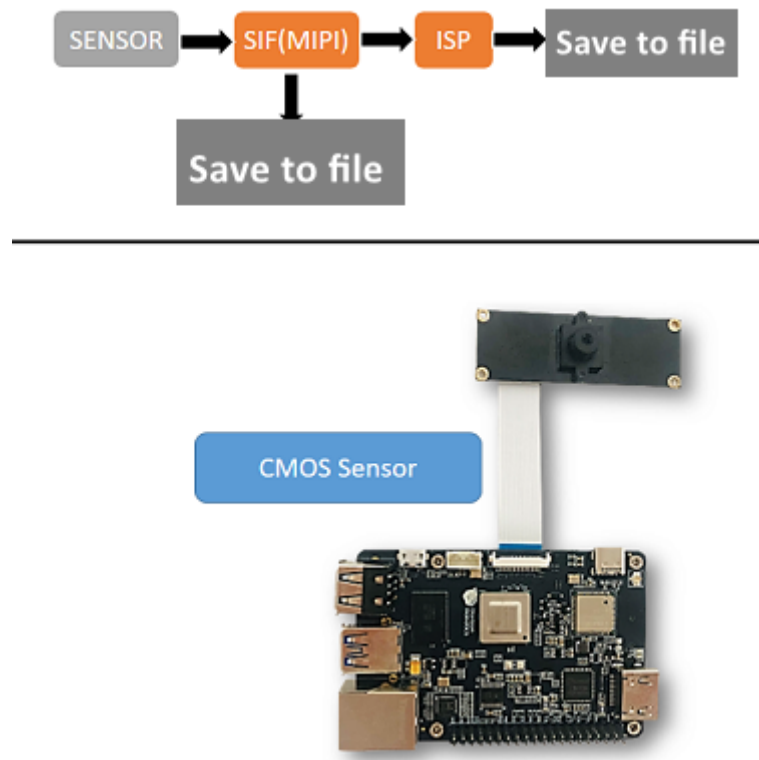 SENSOR
SIF(MIPI)
ISP
Save to file
Save to file
CMOS Sensor